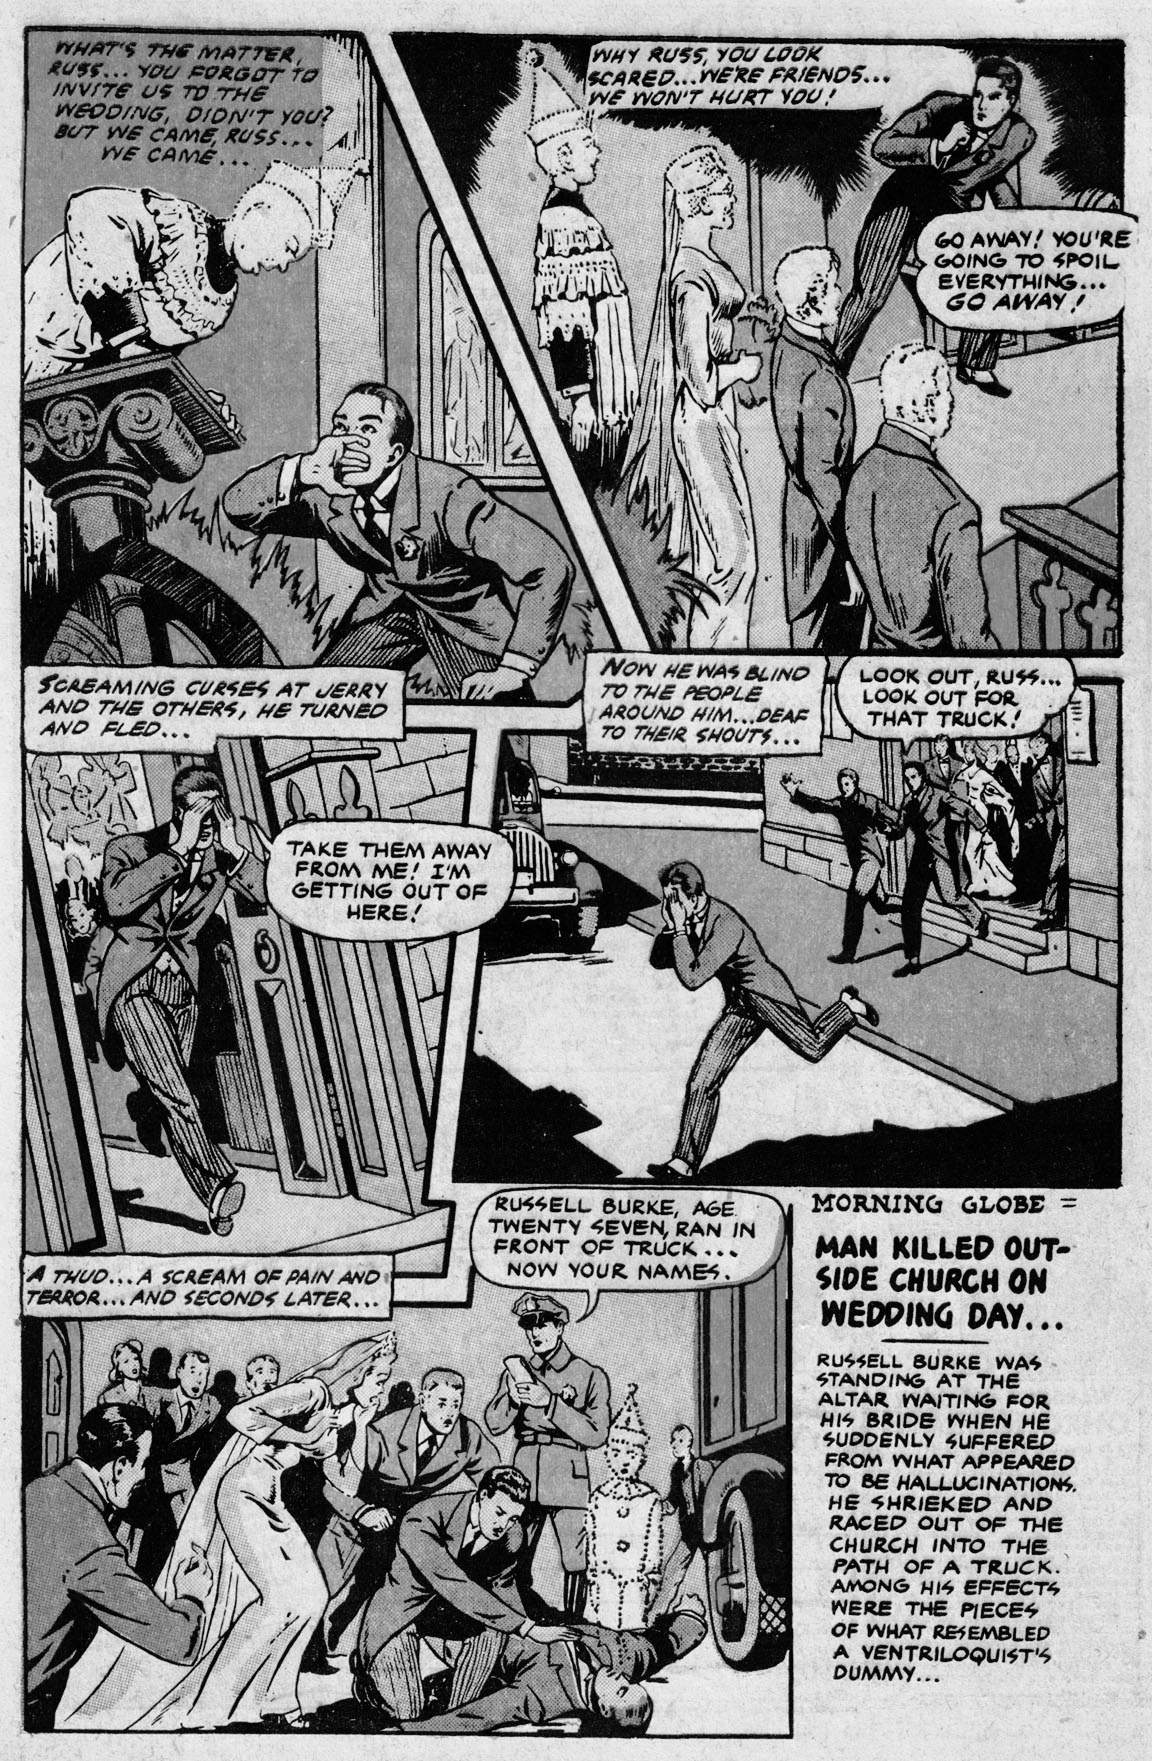 WHAT'S THE MATTER,
RUSS... YOU FORGOT TO
INVITE US TO THE
WEDDING, DIDN'T YOU?
BUT WE CAME, RUSS...
WE CAME...
WHY RUSS, YOU LOOK
SCARED...WE'RE FRIENDS...
WE WON'T HURT YOU!
GO AWAY! YOU'RE
GOING TO SPOIL
EVERYTHING...
GO AWAY!
SCREAMING CURSES AT JERRY
AND THE OTHERS, HE TURNED
AND FLED...
TAKE THEM AWAY
FROM ME! I'M
GETTING OUT OF
HERE!
NOW HE WAS BLIND
TO THE PEOPLE
AROUND HIM...DEAF
TO THEIR SHOUTS...
LOOK OUT, RUSS...
LOOK OUT FOR
THAT TRUCK!
A THUD...A SCREAM OF PAIN AND
TERROR...AND SECONDS LATER...
RUSSELL BURKE, AGE
TWENTY SEVEN, RAN IN
FRONT OF TRUCK...
NOW YOUR NAMES.
MORNING GLOBE =
MAN KILLED OUT-
SIDE CHURCH ON
WEDDING DAY...
RUSSELL BURKE WAS
STANDING AT THE
ALTAR WAITING FOR
HIS BRIDE WHEN HE
SUDDENLY SUFFERED
FROM WHAT APPEARED
TO BE HALLUCINATIONS.
HE SHRIEKED AND
RACED OUT OF THE
CHURCH INTO THE
PATH OF A TRUCK.
AMONG HIS EFFECTS
WERE THE PIECES
OF WHAT RESEMBLED
A VENTRILOQUIST'S
DUMMY...